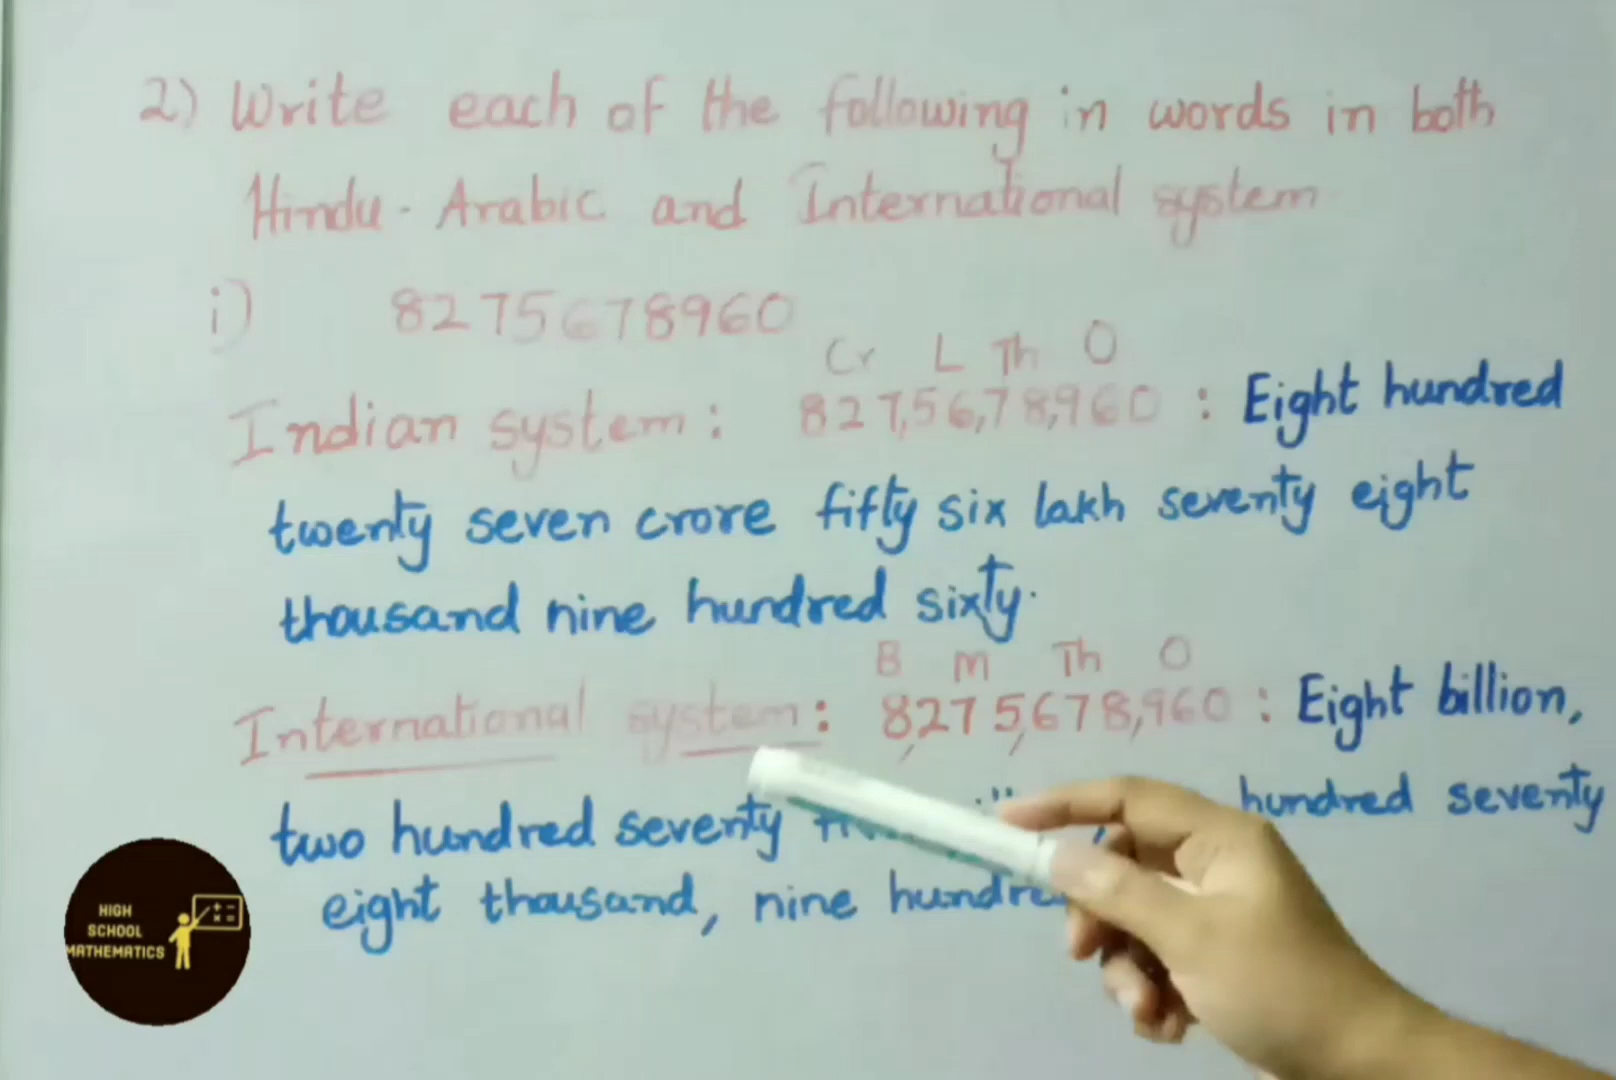 2) Write each of the following in words in both
Hindu-Arabic and International system
i) 8275678960
Cr L Th O
Indian system : 827,56,78,960 : Eight hundred
twenty seven crore fifty six lakh seventy eight
thousand nine hundred sixty.
B M Th O
International system : 8,275,678,960 : Eight billion,
two hundred seventy hundred seventy
eight thousand, nine
HIGH
SCHOOL
MATHEMATICS